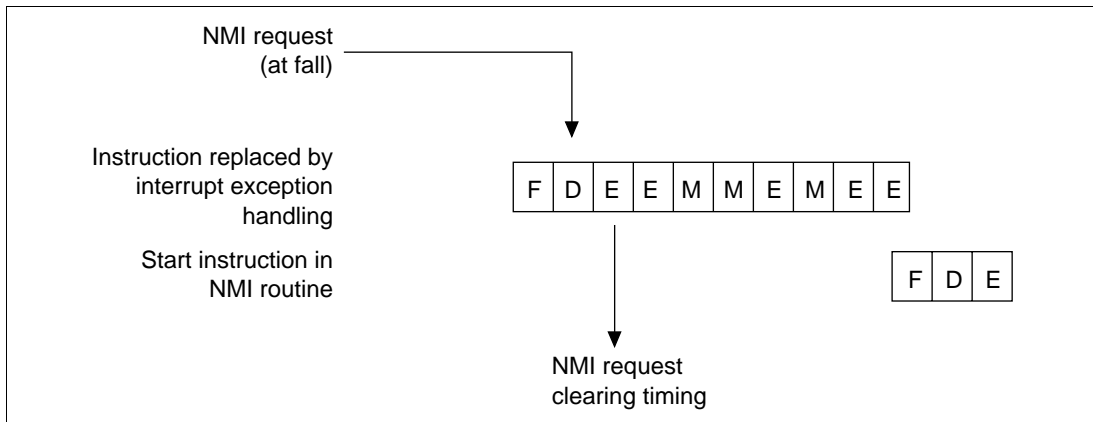 NMI request
(at fall)
Instruction replaced by
interrupt exception
handling
F D E E M M E M E E
Start instruction in
NMI routine
F D E
NMI request
clearing timing